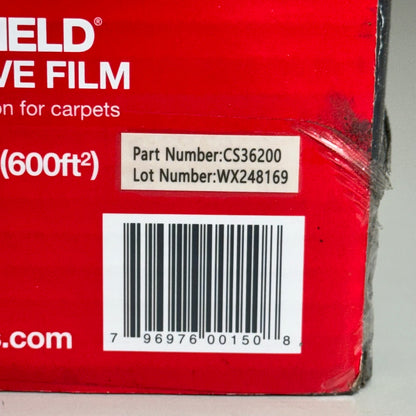 IELD®
VE FILM
on for carpets
(600ft²)
Part Number:CS36200
Lot Number:WX248169
s.com
7 96976 00150 8